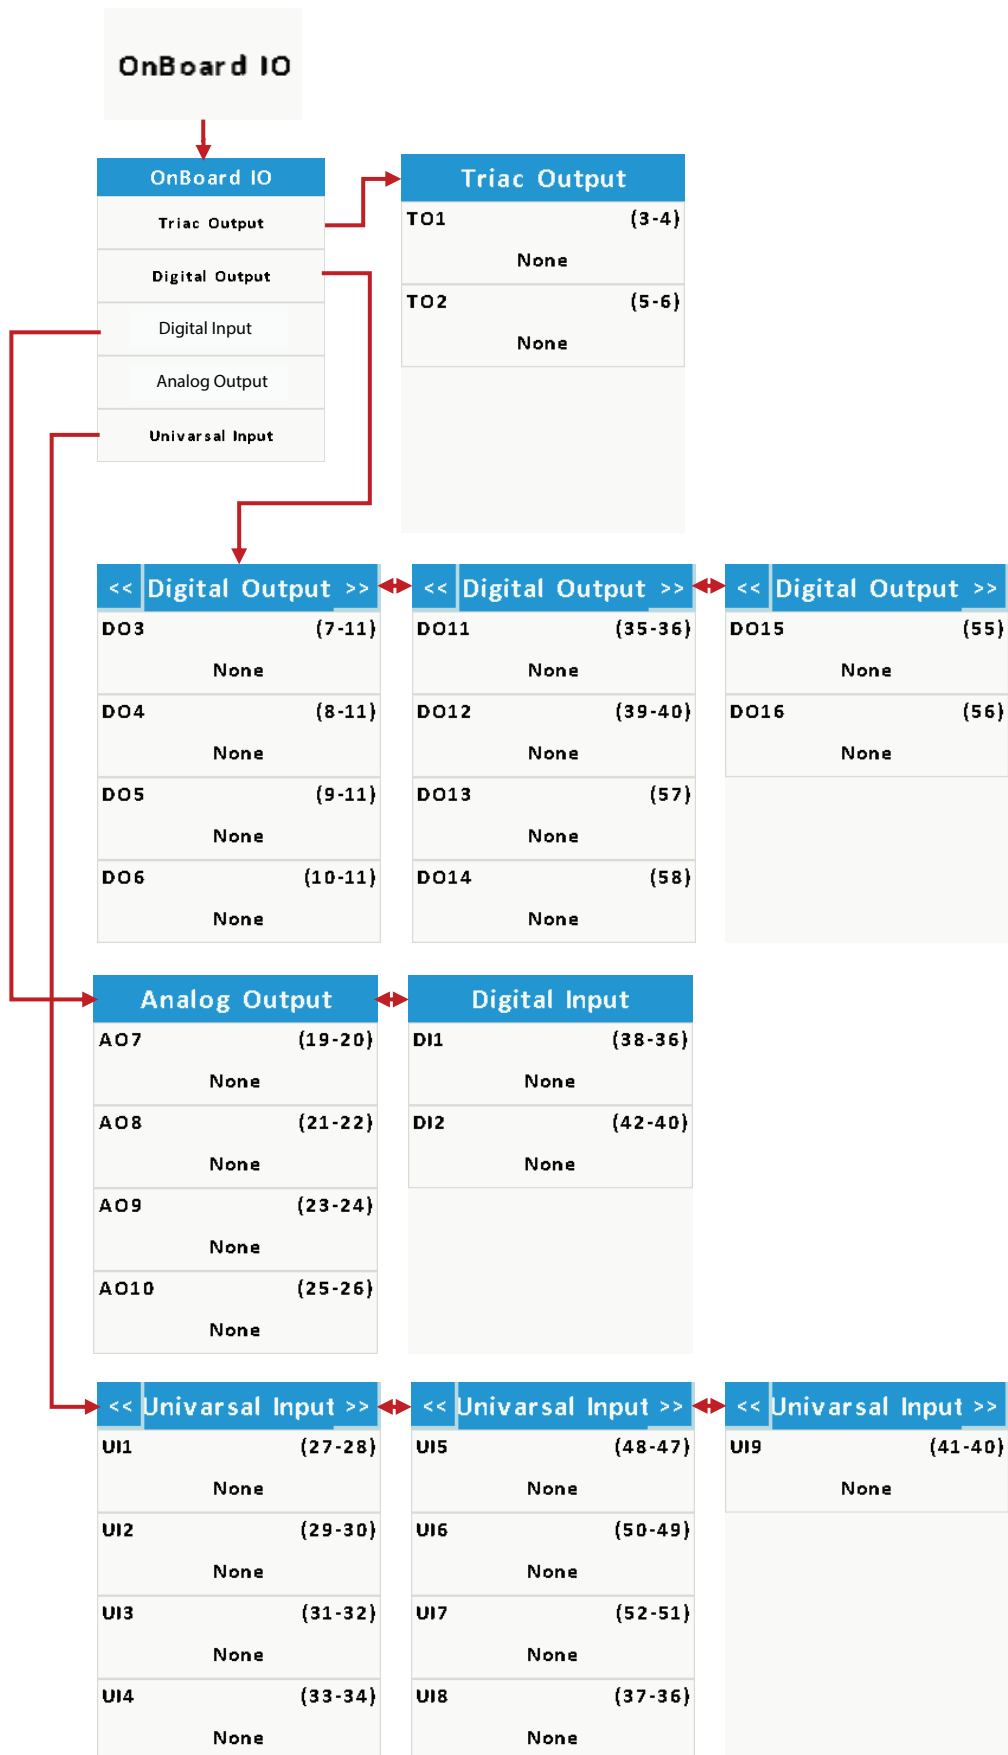 OnBoard IO
OnBoard IO
Triac Output
Digital Output
Digital Input
Analog Output
Univarsal Input
Triac Output
TO1 (3-4)
None
TO2 (5-6)
None
<< Digital Output >>
DO3 (7-11)
None
DO4 (8-11)
None
DO5 (9-11)
None
DO6 (10-11)
None
<< Digital Output >>
DO11 (35-36)
None
DO12 (39-40)
None
DO13 (57)
None
DO14 (58)
None
<< Digital Output >>
DO15 (55)
None
DO16 (56)
None
Analog Output
AO7 (19-20)
None
AO8 (21-22)
None
AO9 (23-24)
None
AO10 (25-26)
None
Digital Input
DI1 (38-36)
None
DI2 (42-40)
None
<< Univarsal Input >>
UI1 (27-28)
None
UI2 (29-30)
None
UI3 (31-32)
None
UI4 (33-34)
None
<< Univarsal Input >>
UI5 (48-47)
None
UI6 (50-49)
None
UI7 (52-51)
None
UI8 (37-36)
None
<< Univarsal Input >>
UI9 (41-40)
None